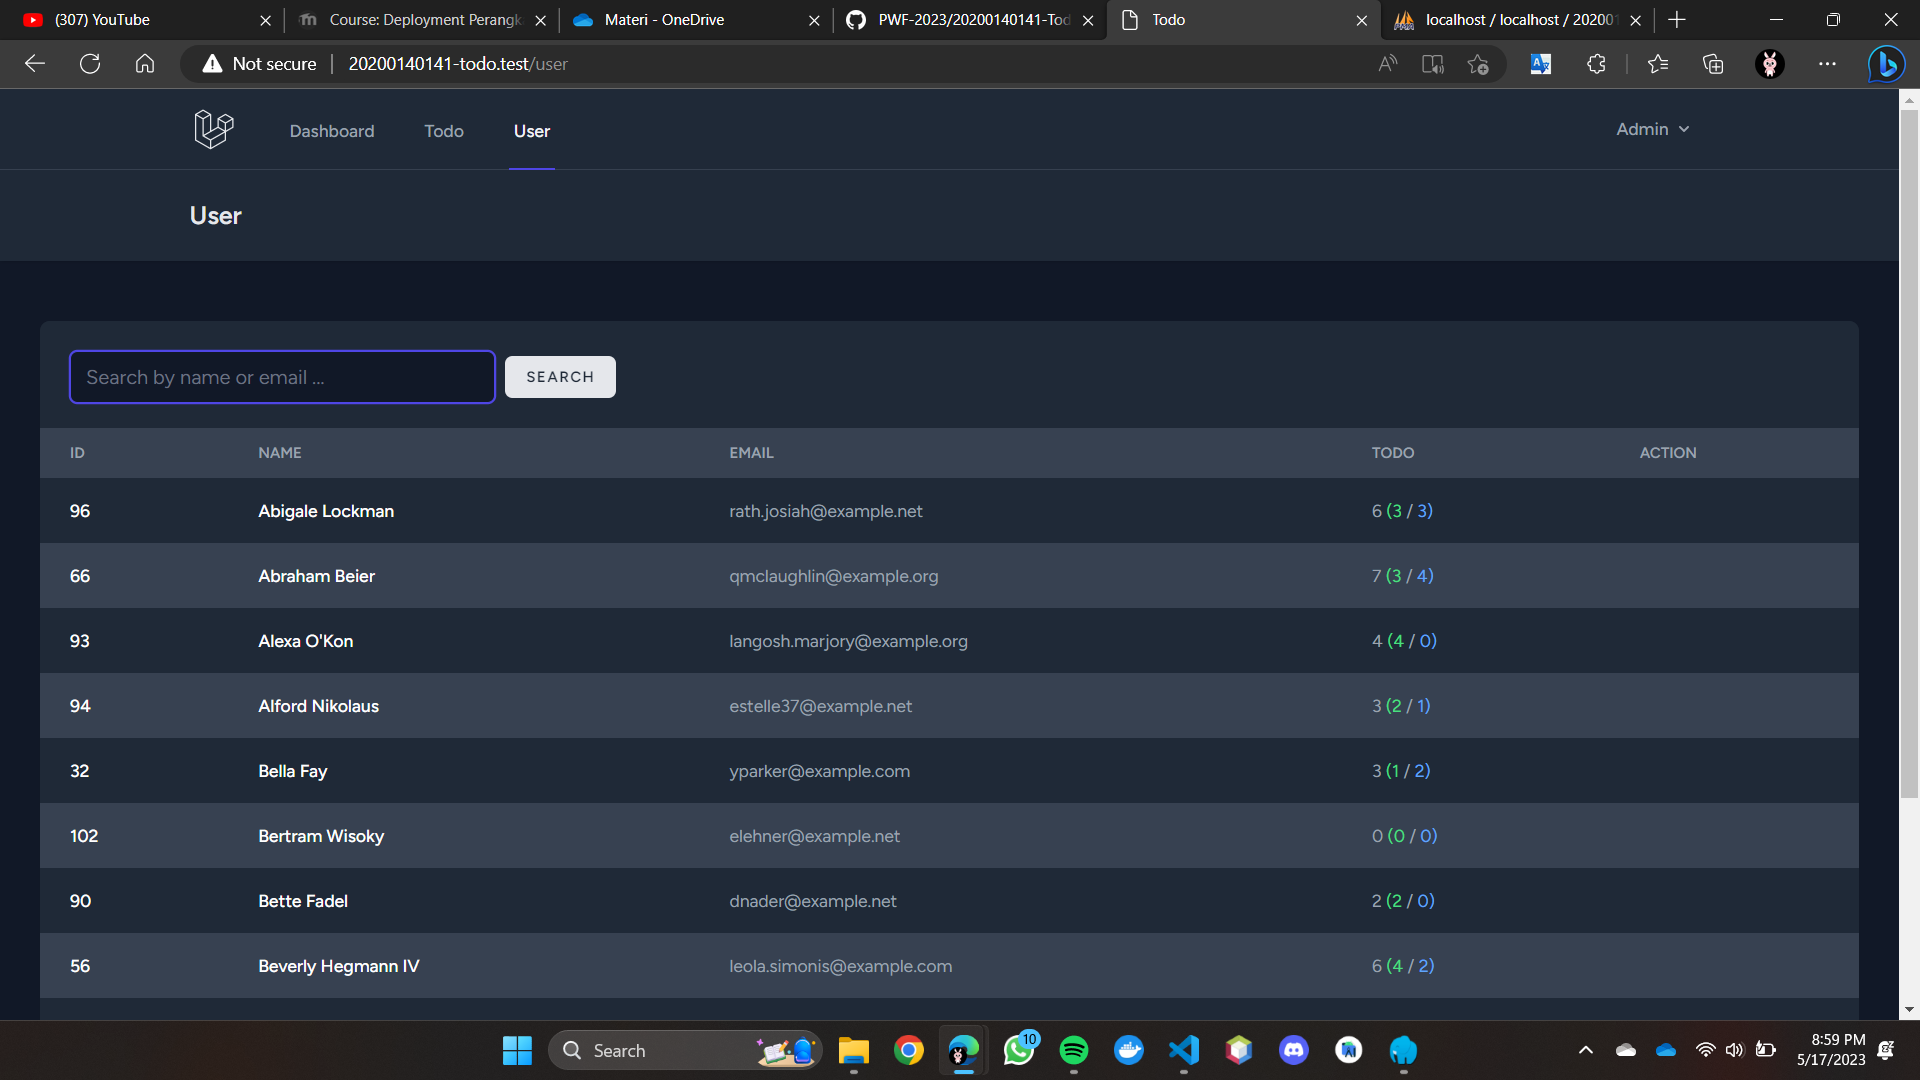 (307) YouTube
Course: Deployment Perangk
Materi - OneDrive
PWF-2023/20200140141-Tod
Todo
localhost / localhost / 20200
Not secure
20200140141-todo.test/user
Dashboard
Todo
User
Admin
User
Search by name or email ...
SEARCH
ID NAME EMAIL TODO ACTION
96 Abigale Lockman rath.josiah@example.net 6 (3 / 3)
66 Abraham Beier qmclaughlin@example.org 7 (3 / 4)
93 Alexa O'Kon langosh.marjory@example.org 4 (4 / 0)
94 Alford Nikolaus estelle37@example.net 3 (2 / 1)
32 Bella Fay yparker@example.com 3 (1 / 2)
102 Bertram Wisoky elehner@example.net 0 (0 / 0)
90 Bette Fadel dnader@example.net 2 (2 / 0)
56 Beverly Hegmann IV leola.simonis@example.com 6 (4 / 2)
Search
10
8:59 PM
5/17/2023